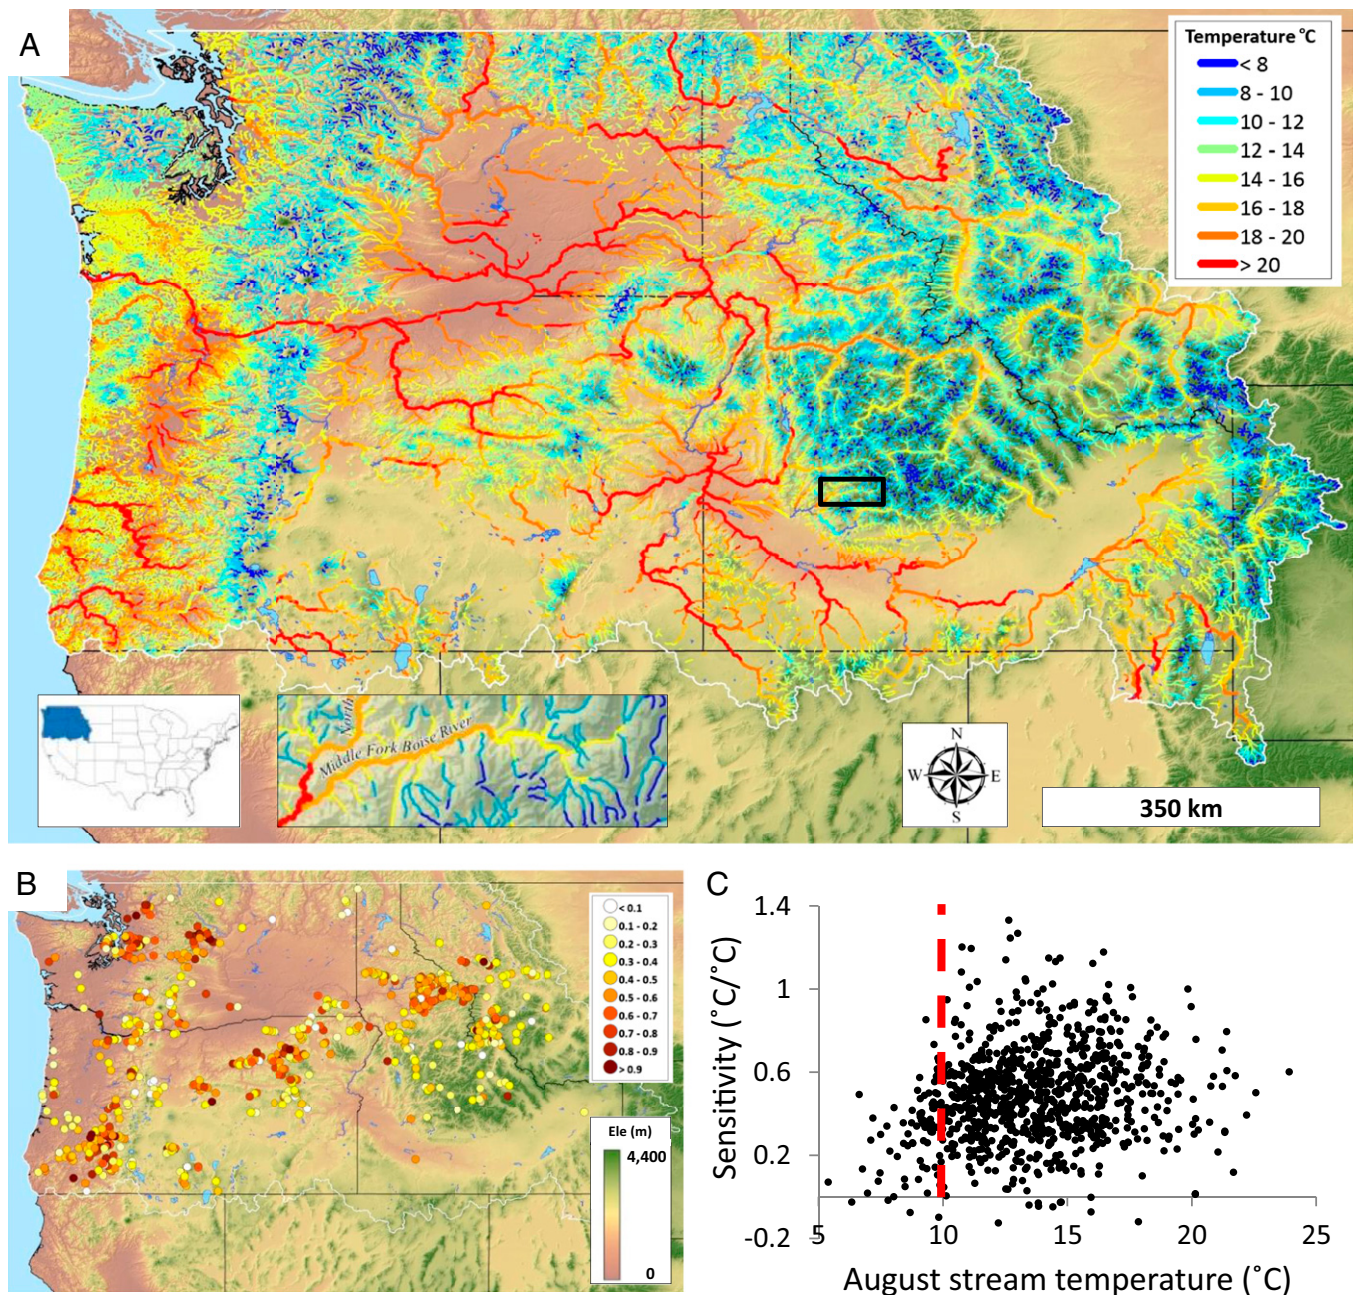 A
Temperature °C
< 8
8 - 10
10 - 12
12 - 14
14 - 16
16 - 18
18 - 20
> 20
North
Middle Fork Boise River
N
W E
S
350 km
B
< 0.1
0.1 - 0.2
0.2 - 0.3
0.3 - 0.4
0.4 - 0.5
0.5 - 0.6
0.6 - 0.7
0.7 - 0.8
0.8 - 0.9
> 0.9
Ele (m)
4,400
0
C
Sensitivity (˚C/˚C)
1.4
1
0.6
0.2
-0.2
5 10 15 20 25
August stream temperature (˚C)